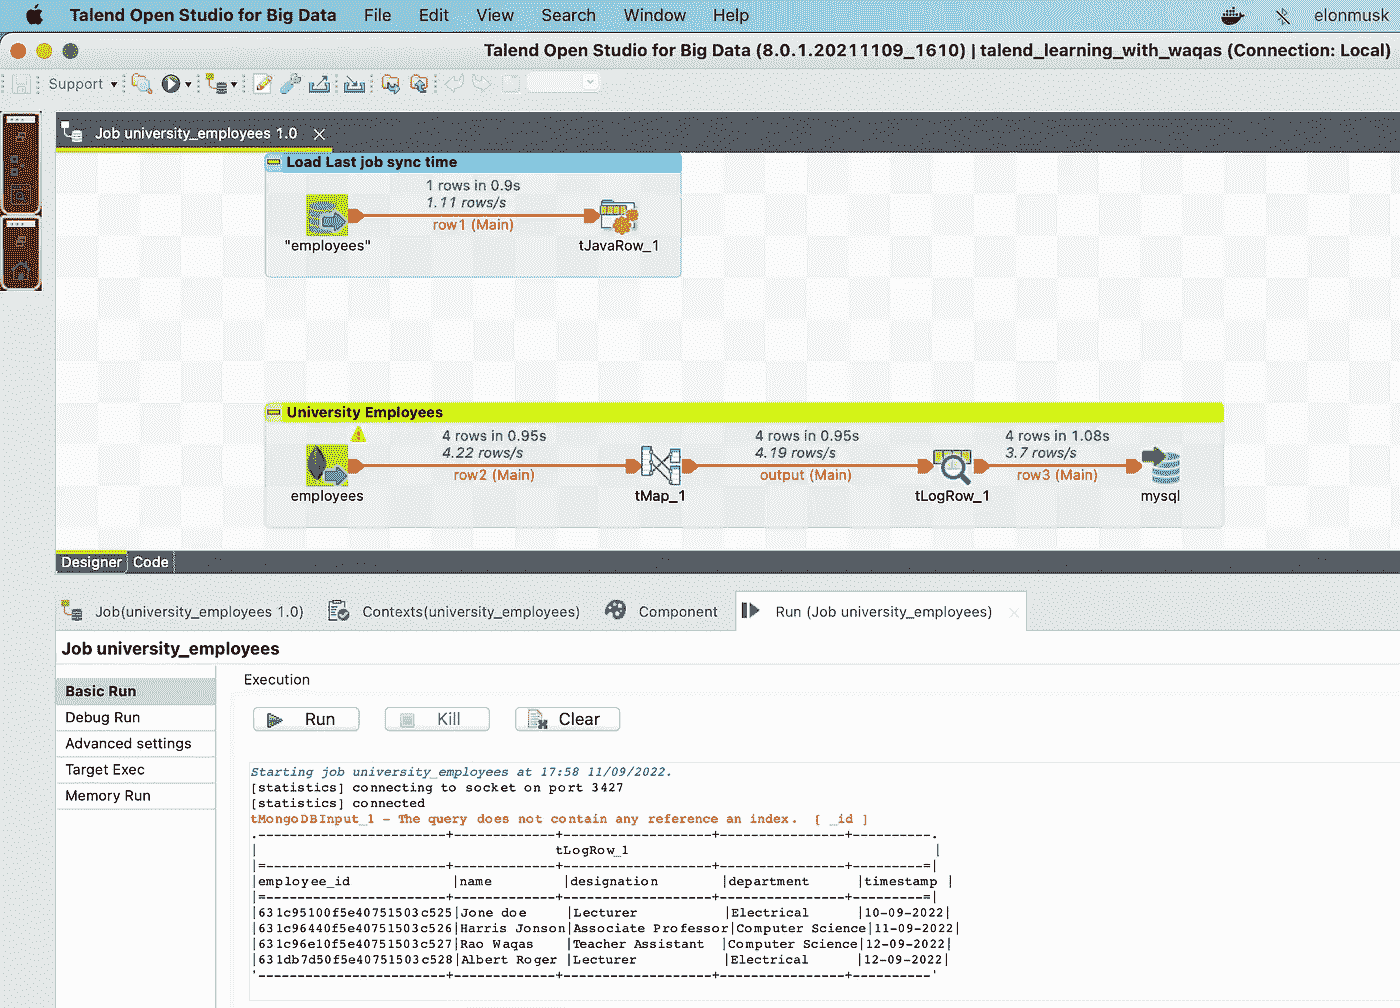 Talend Open Studio for Big Data File Edit View Search Window Help elonmusk
Talend Open Studio for Big Data (8.0.1.20211109_1610) | talend_learning_with_waqas (Connection: Local)
Support
Job university_employees 1.0
Load Last job sync time
1 rows in 0.9s
1.11 rows/s
row1 (Main)
"employees" tJavaRow_1
University Employees
4 rows in 0.95s 4 rows in 0.95s 4 rows in 1.08s
4.22 rows/s 4.19 rows/s 3.7 rows/s
row2 (Main) output (Main) row3 (Main)
employees tMap_1 tLogRow_1 mysql
Designer Code
Job(university_employees 1.0) Contexts(university_employees) Component Run (Job university_employees)
Job university_employees
Basic Run
Debug Run
Advanced settings
Target Exec
Memory Run
Execution
Run Kill Clear
Starting job university_employees at 17:58 11/09/2022.
[statistics] connecting to socket on port 3427
[statistics] connected
tMongoDBInput_1 - The query does not contain any reference an index. [ _id ]
.-----------------------+------------+------------------+----------------+----------.
| tLogRow_1 |
|=----------------------+------------+------------------+----------------+---------=|
|employee_id |name |designation |department |timestamp |
|=----------------------+------------+------------------+----------------+---------=|
|631c95100f5e40751503c525|Jone doe |Lecturer |Electrical |10-09-2022|
|631c96440f5e40751503c526|Harris Jonson|Associate Professor|Computer Science|11-09-2022|
|631c96e10f5e40751503c527|Rao Waqas |Teacher Assistant |Computer Science|12-09-2022|
|631db7d50f5e40751503c528|Albert Roger |Lecturer |Electrical |12-09-2022|
'-----------------------+------------+------------------+----------------+----------'